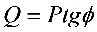 Q = Ptgϕ